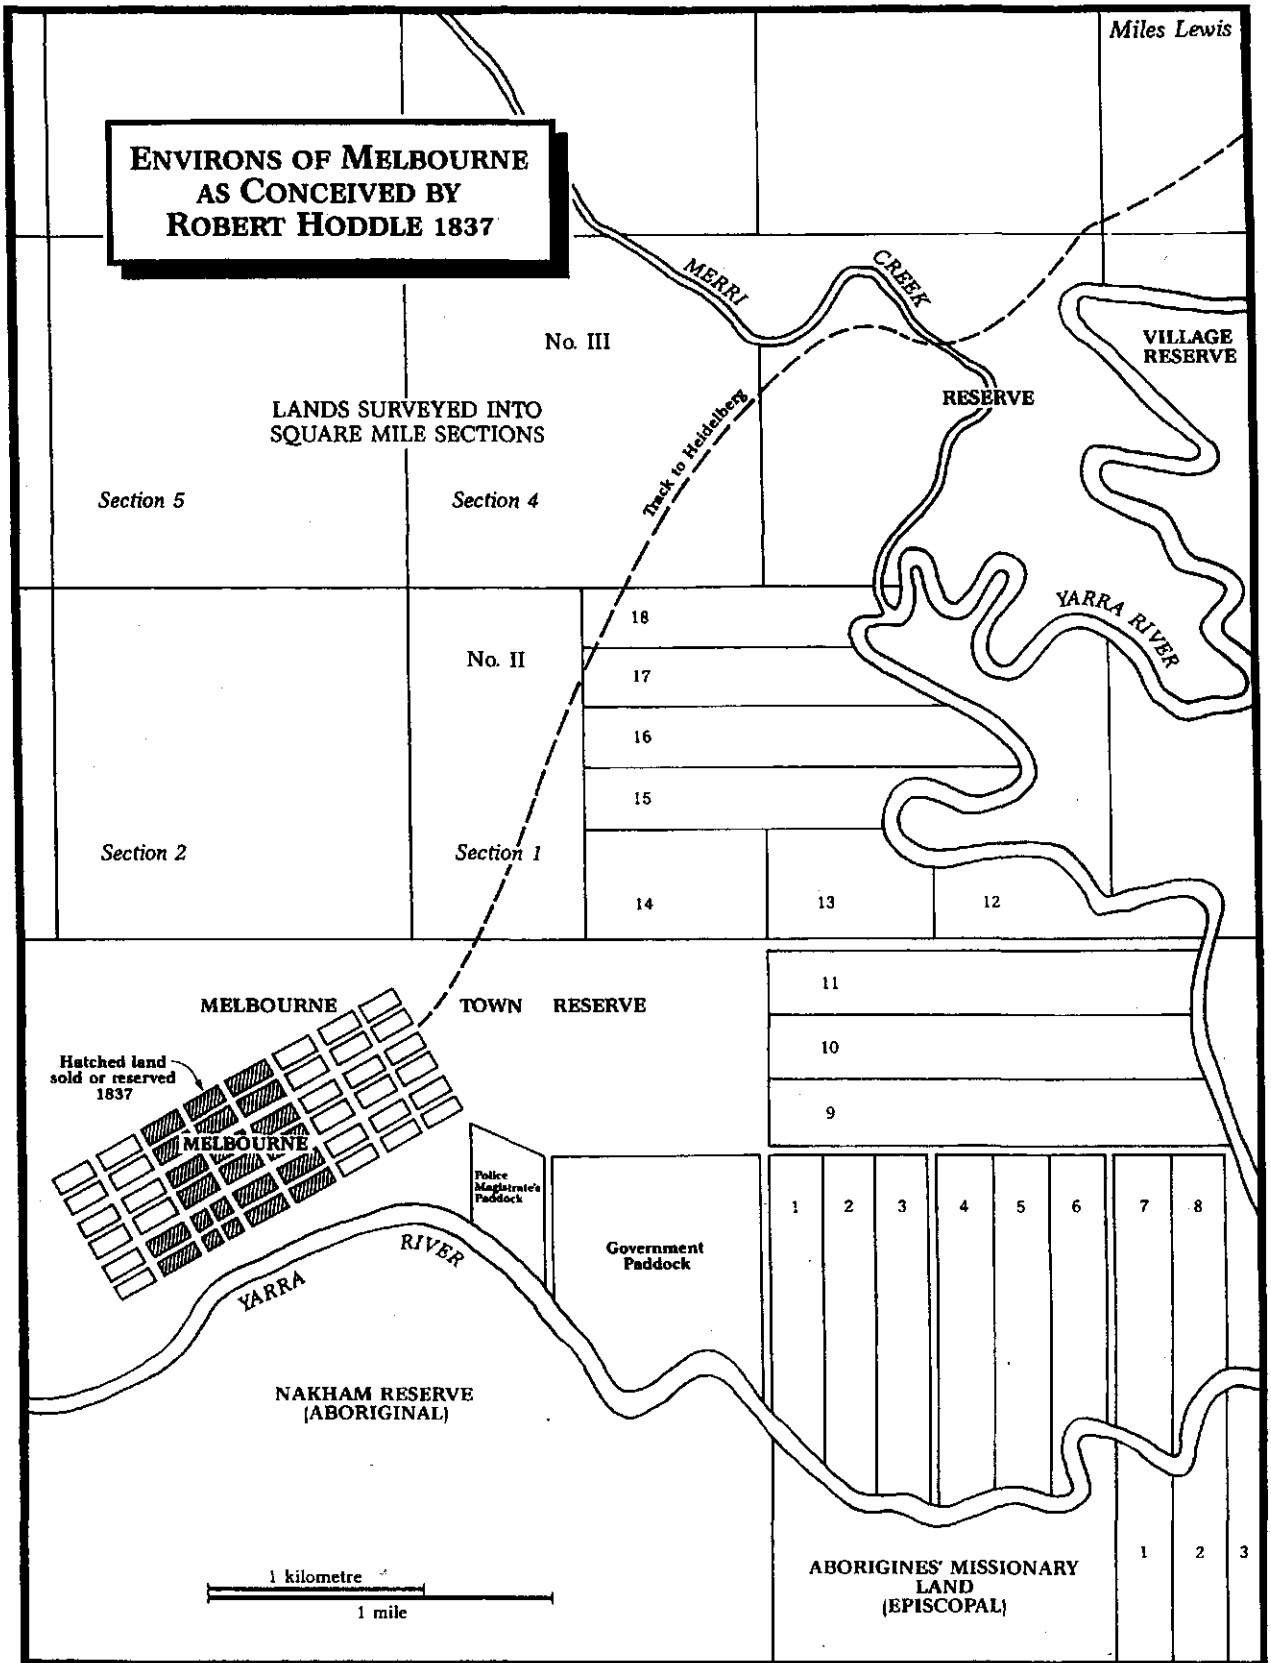 Miles Lewis
ENVIRONS OF MELBOURNE
AS CONCEIVED BY
ROBERT HODDLE 1837
MERRI
CREEK
No. III
VILLAGE
RESERVE
RESERVE
LANDS SURVEYED INTO
SQUARE MILE SECTIONS
Track to Heidelberg
Section 5
Section 4
YARRA RIVER
18
No. II
17
16
15
Section 2
Section 1
14
13
12
MELBOURNE TOWN RESERVE
11
10
9
Hatched land
sold or reserved
1837
MELBOURNE
Police
Magistrate's
Paddock
1
2
3
4
5
6
7
8
Government
Paddock
YARRA
RIVER
NAKHAM RESERVE
(ABORIGINAL)
1
2
3
ABORIGINES' MISSIONARY
LAND
(EPISCOPAL)
1 kilometre
1 mile